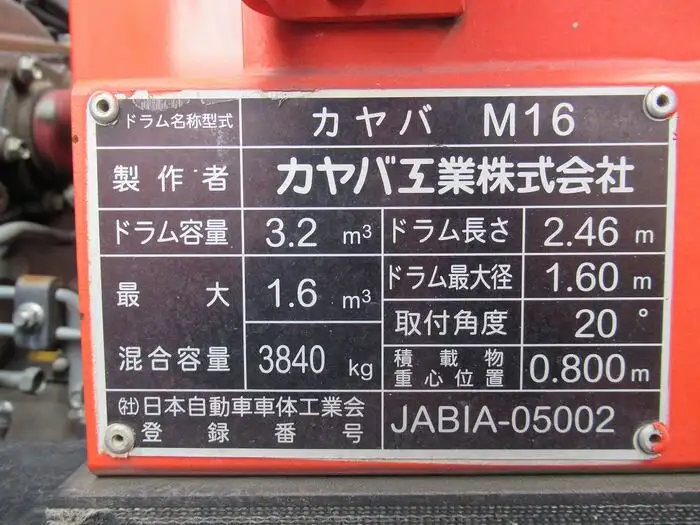 ドラム名称型式 カヤバ M16
製作者 カヤバ工業株式会社
ドラム容量 3.2 m³ ドラム長さ 2.46 m
最大 1.6 m³ ドラム最大径 1.60 m
取付角度 20°
混合容量 3840 kg 積載物重心位置 0.800m
㈳日本自動車車体工業会
登録番号 JABIA-05002